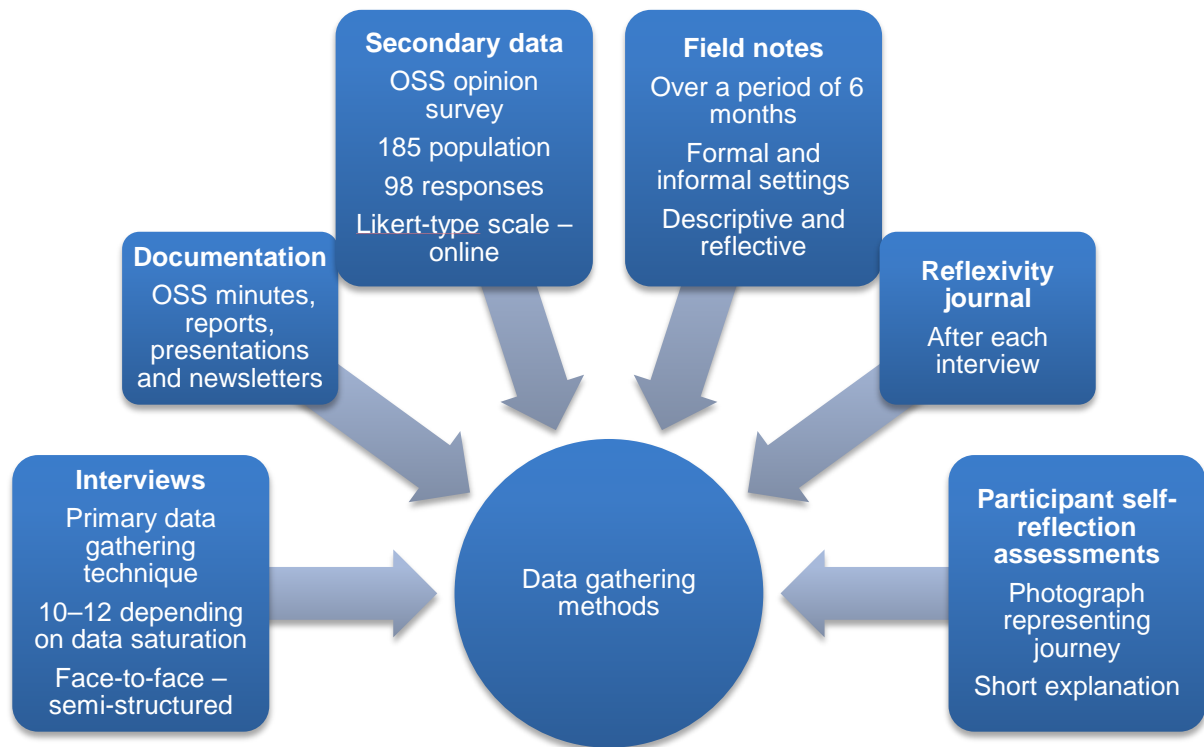 Interviews
Primary data
gathering
technique
10–12 depending
on data saturation
Face-to-face –
semi-structured
Documentation
OSS minutes,
reports,
presentations
and newsletters
Secondary data
OSS opinion
survey
185 population
98 responses
Likert-type scale –
online
Field notes
Over a period of 6
months
Formal and
informal settings
Descriptive and
reflective
Reflexivity
journal
After each
interview
Participant self-
reflection
assessments
Photograph
representing
journey
Short explanation
Data gathering
methods